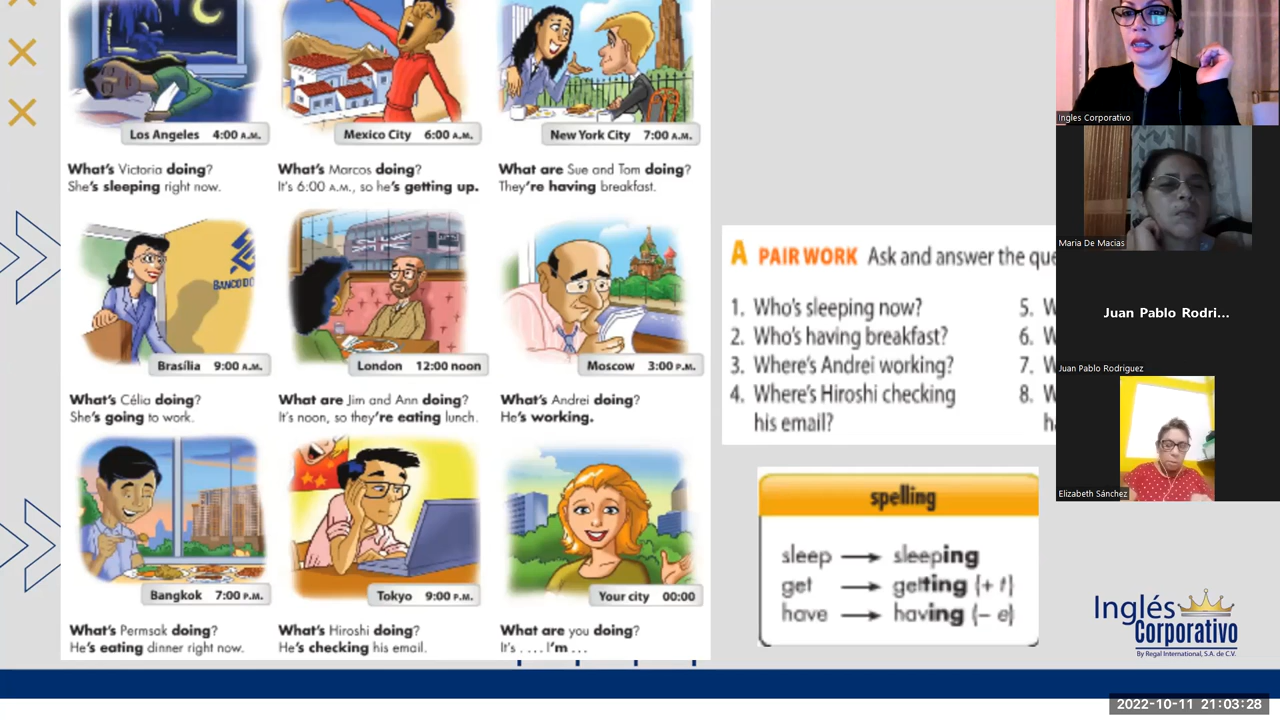 Los Angeles 4:00 A.M.
Mexico City 6:00 A.M.
New York City 7:00 A.M.
What's Victoria doing?
She's sleeping right now.
What's Marcos doing?
It's 6:00 A.M., so he's getting up.
What are Sue and Tom doing?
They're having breakfast.
BANCO DO
Brasília 9:00 A.M.
London 12:00 noon
Moscow 3:00 P.M.
What's Célia doing?
She's going to work.
What are Jim and Ann doing?
It's noon, so they're eating lunch.
What's Andrei doing?
He's working.
Bangkok 7:00 P.M.
Tokyo 9:00 P.M.
Your city 00:00
What's Permsak doing?
He's eating dinner right now.
What's Hiroshi doing?
He's checking his email.
What are you doing?
It's .... I'm ...
A PAIR WORK Ask and answer the que
1. Who's sleeping now?
2. Who's having breakfast?
3. Where's Andrei working?
4. Where's Hiroshi checking
his email?
5. W
6. W
7. W
8. W
h
spelling
sleep → sleeping
get → getting (+ t)
have → having (– e)
Ingles Corporativo
Maria De Macias
Juan Pablo Rodri...
Juan Pablo Rodriguez
Elizabeth Sánchez
Inglés
Corporativo
By Regal International, S.A. de C.V.
2022-10-11 21:03:28